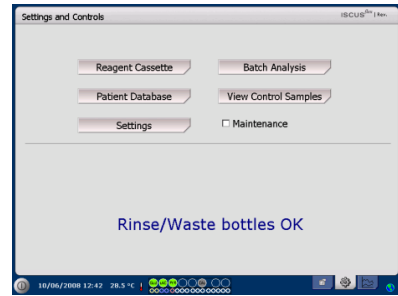 Settings and Controls
ISCUS
Reagent Cassette
Batch Analysis
Patient Database
View Control Samples
Settings
Maintenance
Rinse/Waste bottles OK
10/06/2008 12:42 28.5 °C